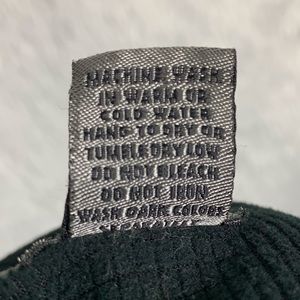 MACHINE WASH
IN WARM OR
COLD WATER
HANG TO DRY OR
TUMBLE DRY LOW
DO NOT BLEACH
DO NOT IRON
WASH DARK COLORS